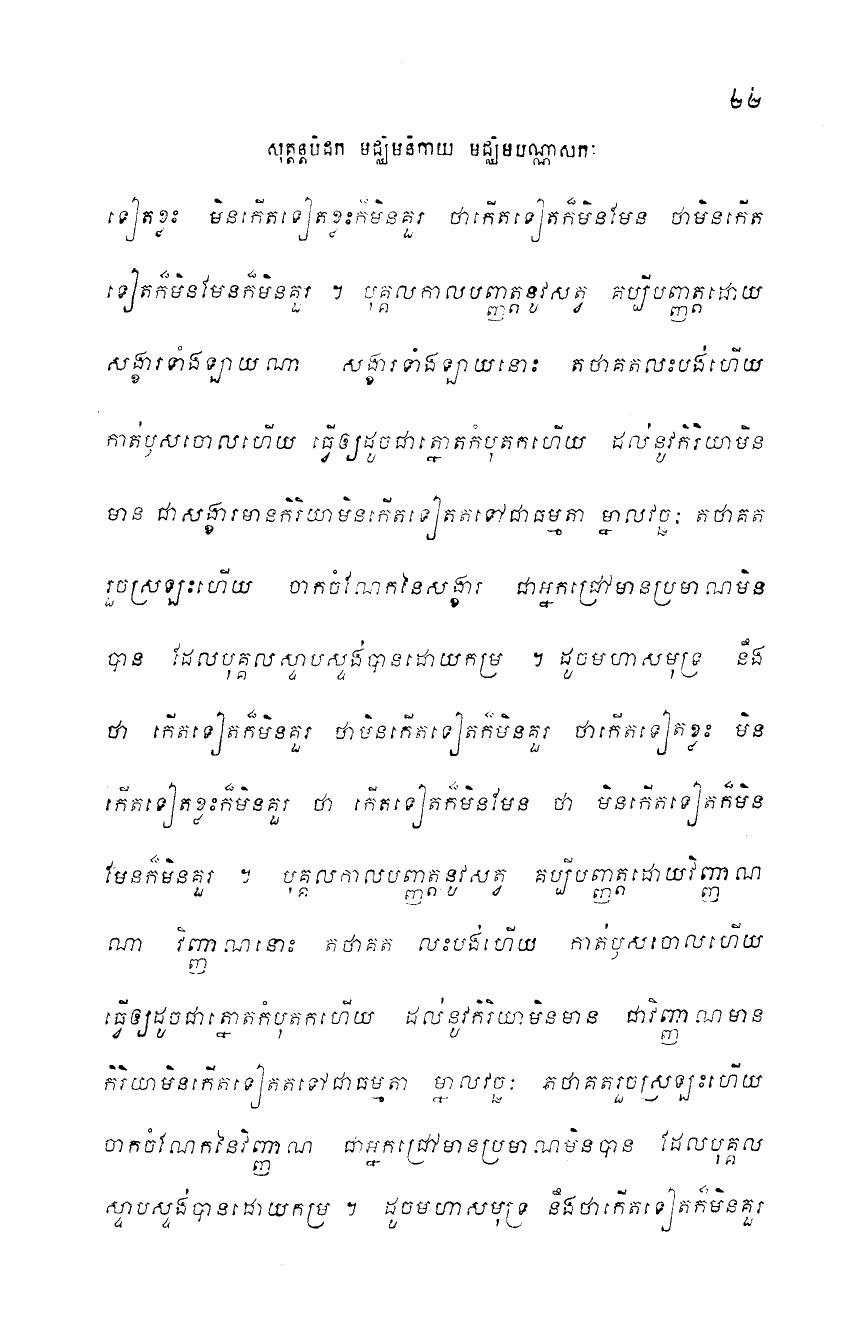 ២២
សុត្តន្តបិដក មជ្ឈិមនិកាយ មជ្ឈិមបណ្ណាសកៈ
ទៀតខ្លះ មិនកើតទៀតខ្លះក៏មិនគួរ ថាកើតទៀតក៏មិនមែន ថាមិនកើត
ទៀតក៏មិនមែនក៏មិនគួរ ។ បុគ្គលកាលបញ្ញត្តនូវសត្វ គប្បីបញ្ញត្តដោយ
សង្ខារទាំងឡាយណា សង្ខារទាំងឡាយនោះ តថាគតលះបង់ហើយ
កាត់ឫសចោលហើយ ធ្វើឲ្យដូចជាត្នោតកំបុតកហើយ ដល់នូវកិរិយាមិន
មាន ជាសង្ខារមានកិរិយាមិនកើតទៀតតទៅជាធម្មតា ម្នាលវច្ឆៈ តថាគត
រួចស្រឡះហើយ ចាកចំណែកនៃសង្ខារ ជាអ្នកជ្រៅមានប្រមាណមិន
បាន ដែលបុគ្គលស្ទាបស្ទង់បានដោយកម្រ ។ ដូចមហាសមុទ្រ នឹង
ថា កើតទៀតក៏មិនគួរ ថាមិនកើតទៀតក៏មិនគួរ ថាកើតទៀតខ្លះ មិន
កើតទៀតខ្លះក៏មិនគួរ ថា កើតទៀតក៏មិនមែន ថា មិនកើតទៀតក៏មិន
មែនក៏មិនគួរ ។ បុគ្គលកាលបញ្ញត្តនូវសត្វ គប្បីបញ្ញត្តដោយវិញ្ញាណ
ណា វិញ្ញាណនោះ តថាគត លះបង់ហើយ កាត់ឫសចោលហើយ
ធ្វើឲ្យដូចជាត្នោតកំបុតកហើយ ដល់នូវកិរិយាមិនមាន ជាវិញ្ញាណមាន
កិរិយាមិនកើតទៀតតទៅជាធម្មតា ម្នាលវច្ឆៈ តថាគតរួចស្រឡះហើយ
ចាកចំណែកនៃវិញ្ញាណ ជាអ្នកជ្រៅមានប្រមាណមិនបាន ដែលបុគ្គល
ស្ទាបស្ទង់បានដោយកម្រ ។ ដូចមហាសមុទ្រ នឹងថាកើតទៀតក៏មិនគួរ